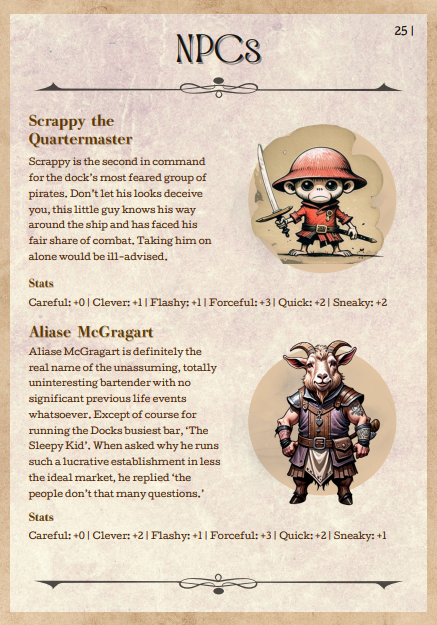 25 |
NPCs
Scrappy the
Quartermaster
Scrappy is the second in command
for the dock's most feared group of
pirates. Don't let his looks deceive
you, this little guy knows his way
around the ship and has faced his
fair share of combat. Taking him on
alone would be ill-advised.
Stats
Careful: +0 | Clever: +1 | Flashy: +1 | Forceful: +3 | Quick: +2 | Sneaky: +2
Aliase McGragart
Aliase McGragart is definitely the
real name of the unassuming, totally
uninteresting bartender with no
significant previous life events
whatsoever. Except of course for
running the Docks busiest bar, 'The
Sleepy Kid'. When asked why he runs
such a lucrative establishment in less
the ideal market, he replied 'the
people don't that many questions.'
Stats
Careful: +0 | Clever: +2 | Flashy: +1 | Forceful: +3 | Quick: +2 | Sneaky: +1